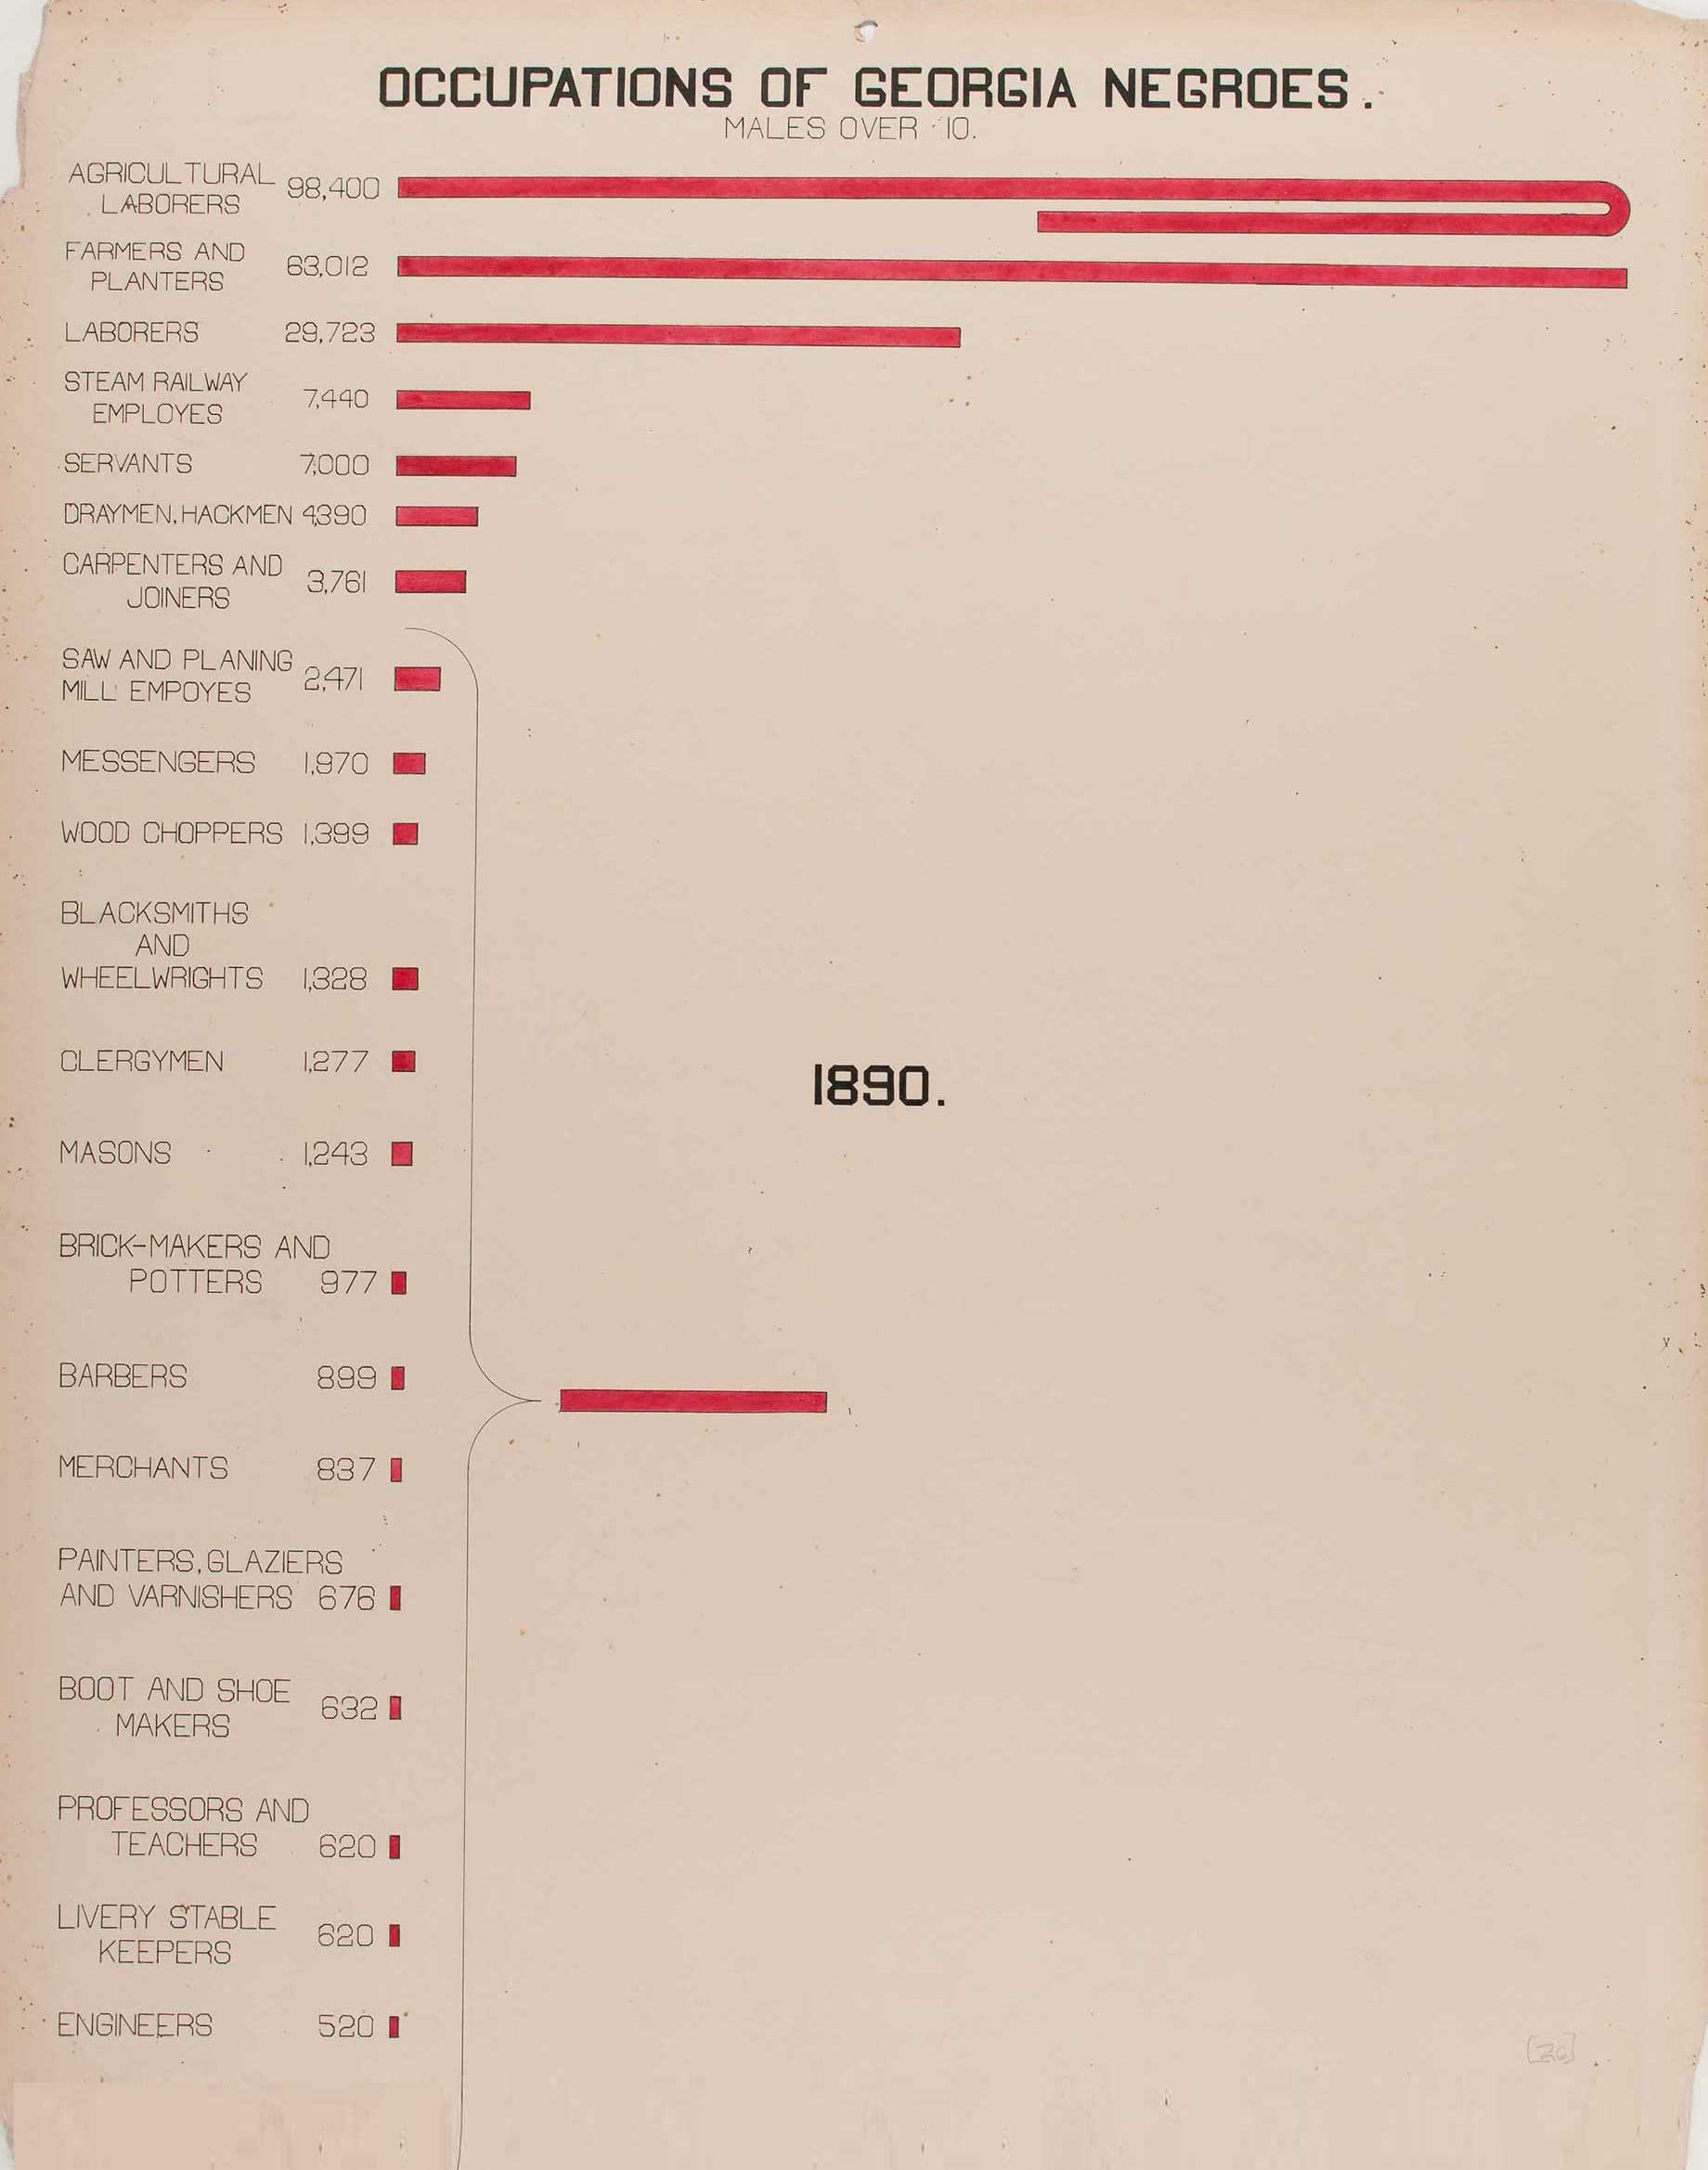 OCCUPATIONS OF GEORGIA NEGROES.
MALES OVER 10.
AGRICULTURAL
LABORERS 98,400
FARMERS AND
PLANTERS 63,012
LABORERS 29,723
STEAM RAILWAY
EMPLOYES 7,440
SERVANTS 7,000
DRAYMEN, HACKMEN 4,390
CARPENTERS AND
JOINERS 3,761
SAW AND PLANING
MILL EMPOYES 2,471
MESSENGERS 1,970
WOOD CHOPPERS 1,399
BLACKSMITHS
AND
WHEELWRIGHTS 1,328
CLERGYMEN 1,277
1890.
MASONS 1,243
BRICK-MAKERS AND
POTTERS 977
BARBERS 899
MERCHANTS 837
PAINTERS, GLAZIERS
AND VARNISHERS 676
BOOT AND SHOE
MAKERS 632
PROFESSORS AND
TEACHERS 620
LIVERY STABLE
KEEPERS 620
ENGINEERS 520